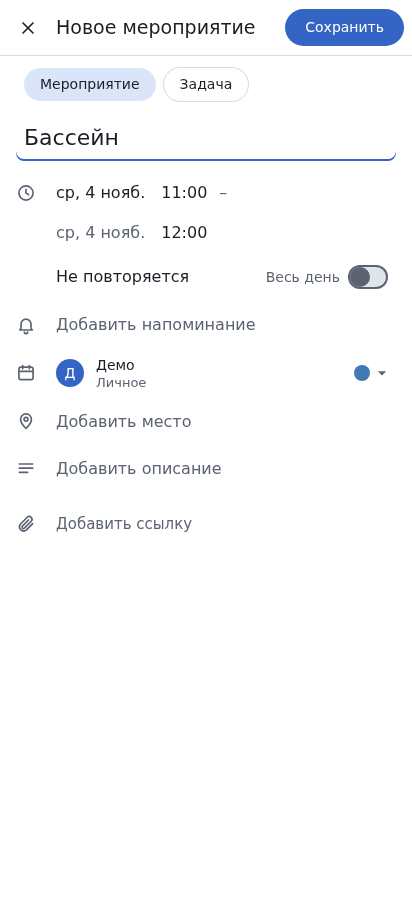 Новое мероприятие
Сохранить
Мероприятие
Задача
Бассейн
ср, 4 нояб. 11:00 –
ср, 4 нояб. 12:00
Не повторяется
Весь день
Добавить напоминание
Д
Демо
Личное
Добавить место
Добавить описание
Добавить ссылку